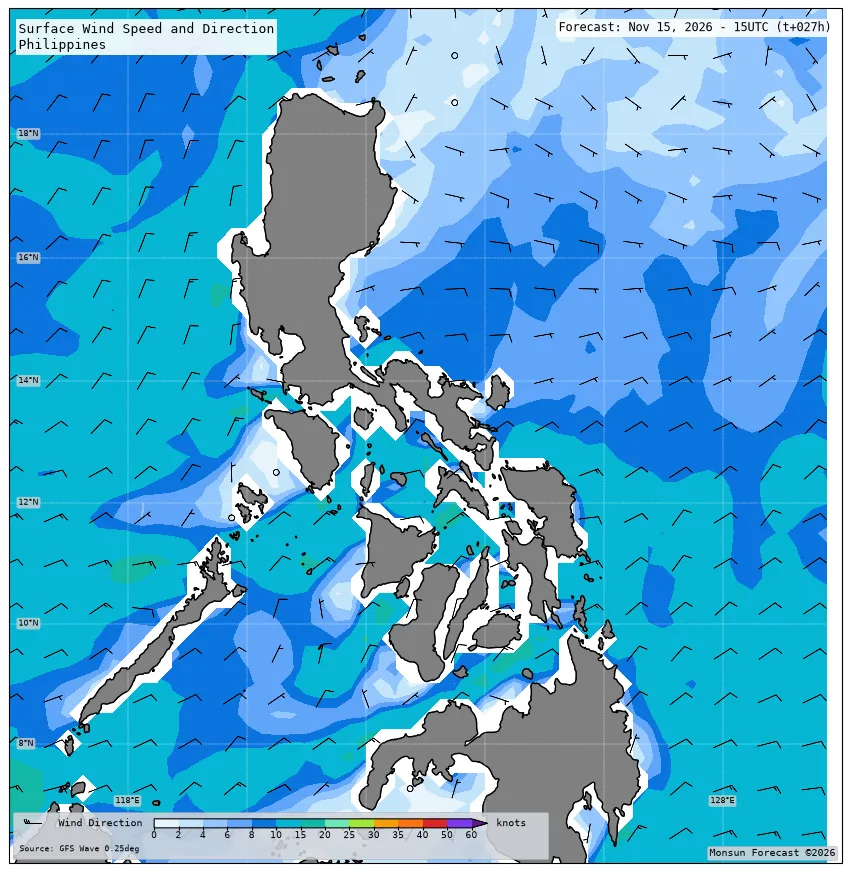 Surface Wind Speed and Direction
Philippines
Forecast: Nov 15, 2026 - 15UTC (t+027h)
18°N
16°N
14°N
12°N
10°N
8°N
118°E
128°E
Wind Direction
0 2 4 6 8 10 15 20 25 30 35 40 50 60
knots
Source: GFS Wave 0.25deg
Monsun Forecast ©2026